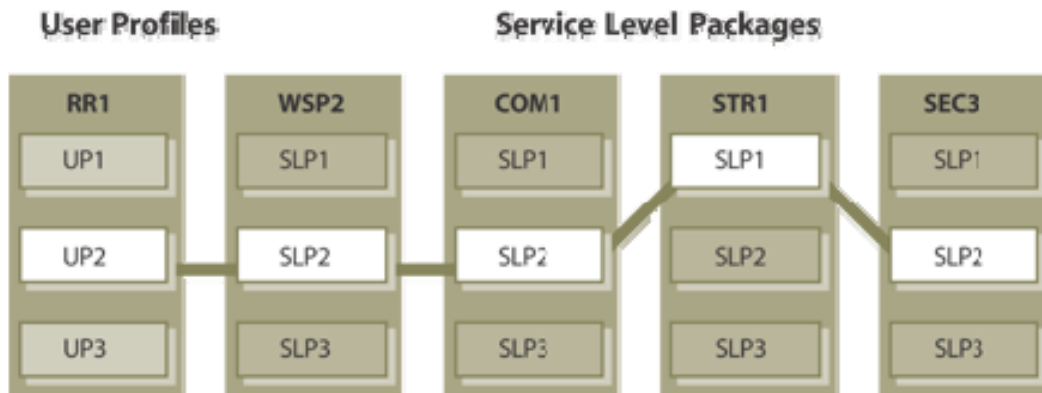 User Profiles Service Level Packages
RR1 WSP2 COM1 STR1 SEC3
UP1 SLP1 SLP1 SLP1 SLP1
UP2 SLP2 SLP2 SLP2 SLP2
UP3 SLP3 SLP3 SLP3 SLP3